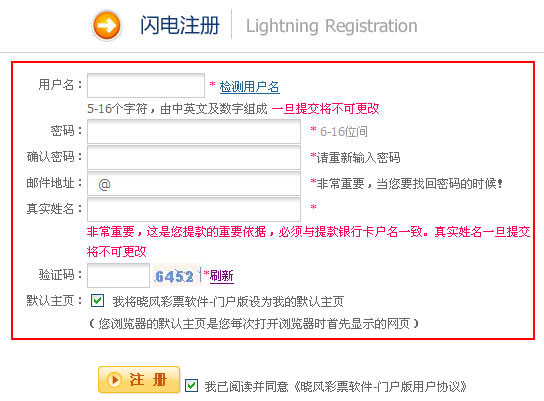 闪电注册 Lightning Registration
用户名： * 检测用户名
5-16个字符，由中英文及数字组成 一旦提交将不可更改
密码： * 6-16位间
确认密码： *请重新输入密码
邮件地址： @ *非常重要，当您要找回密码的时候！
真实姓名： *
非常重要，这是您提款的重要依据，必须与提款银行卡户名一致。真实姓名一旦提交
将不可更改
验证码： 6452 *刷新
默认主页： 我将晓风彩票软件-门户版设为我的默认主页
（您浏览器的默认主页是您每次打开浏览器时首先显示的网页）
注 册 我已阅读并同意《晓风彩票软件-门户版用户协议》